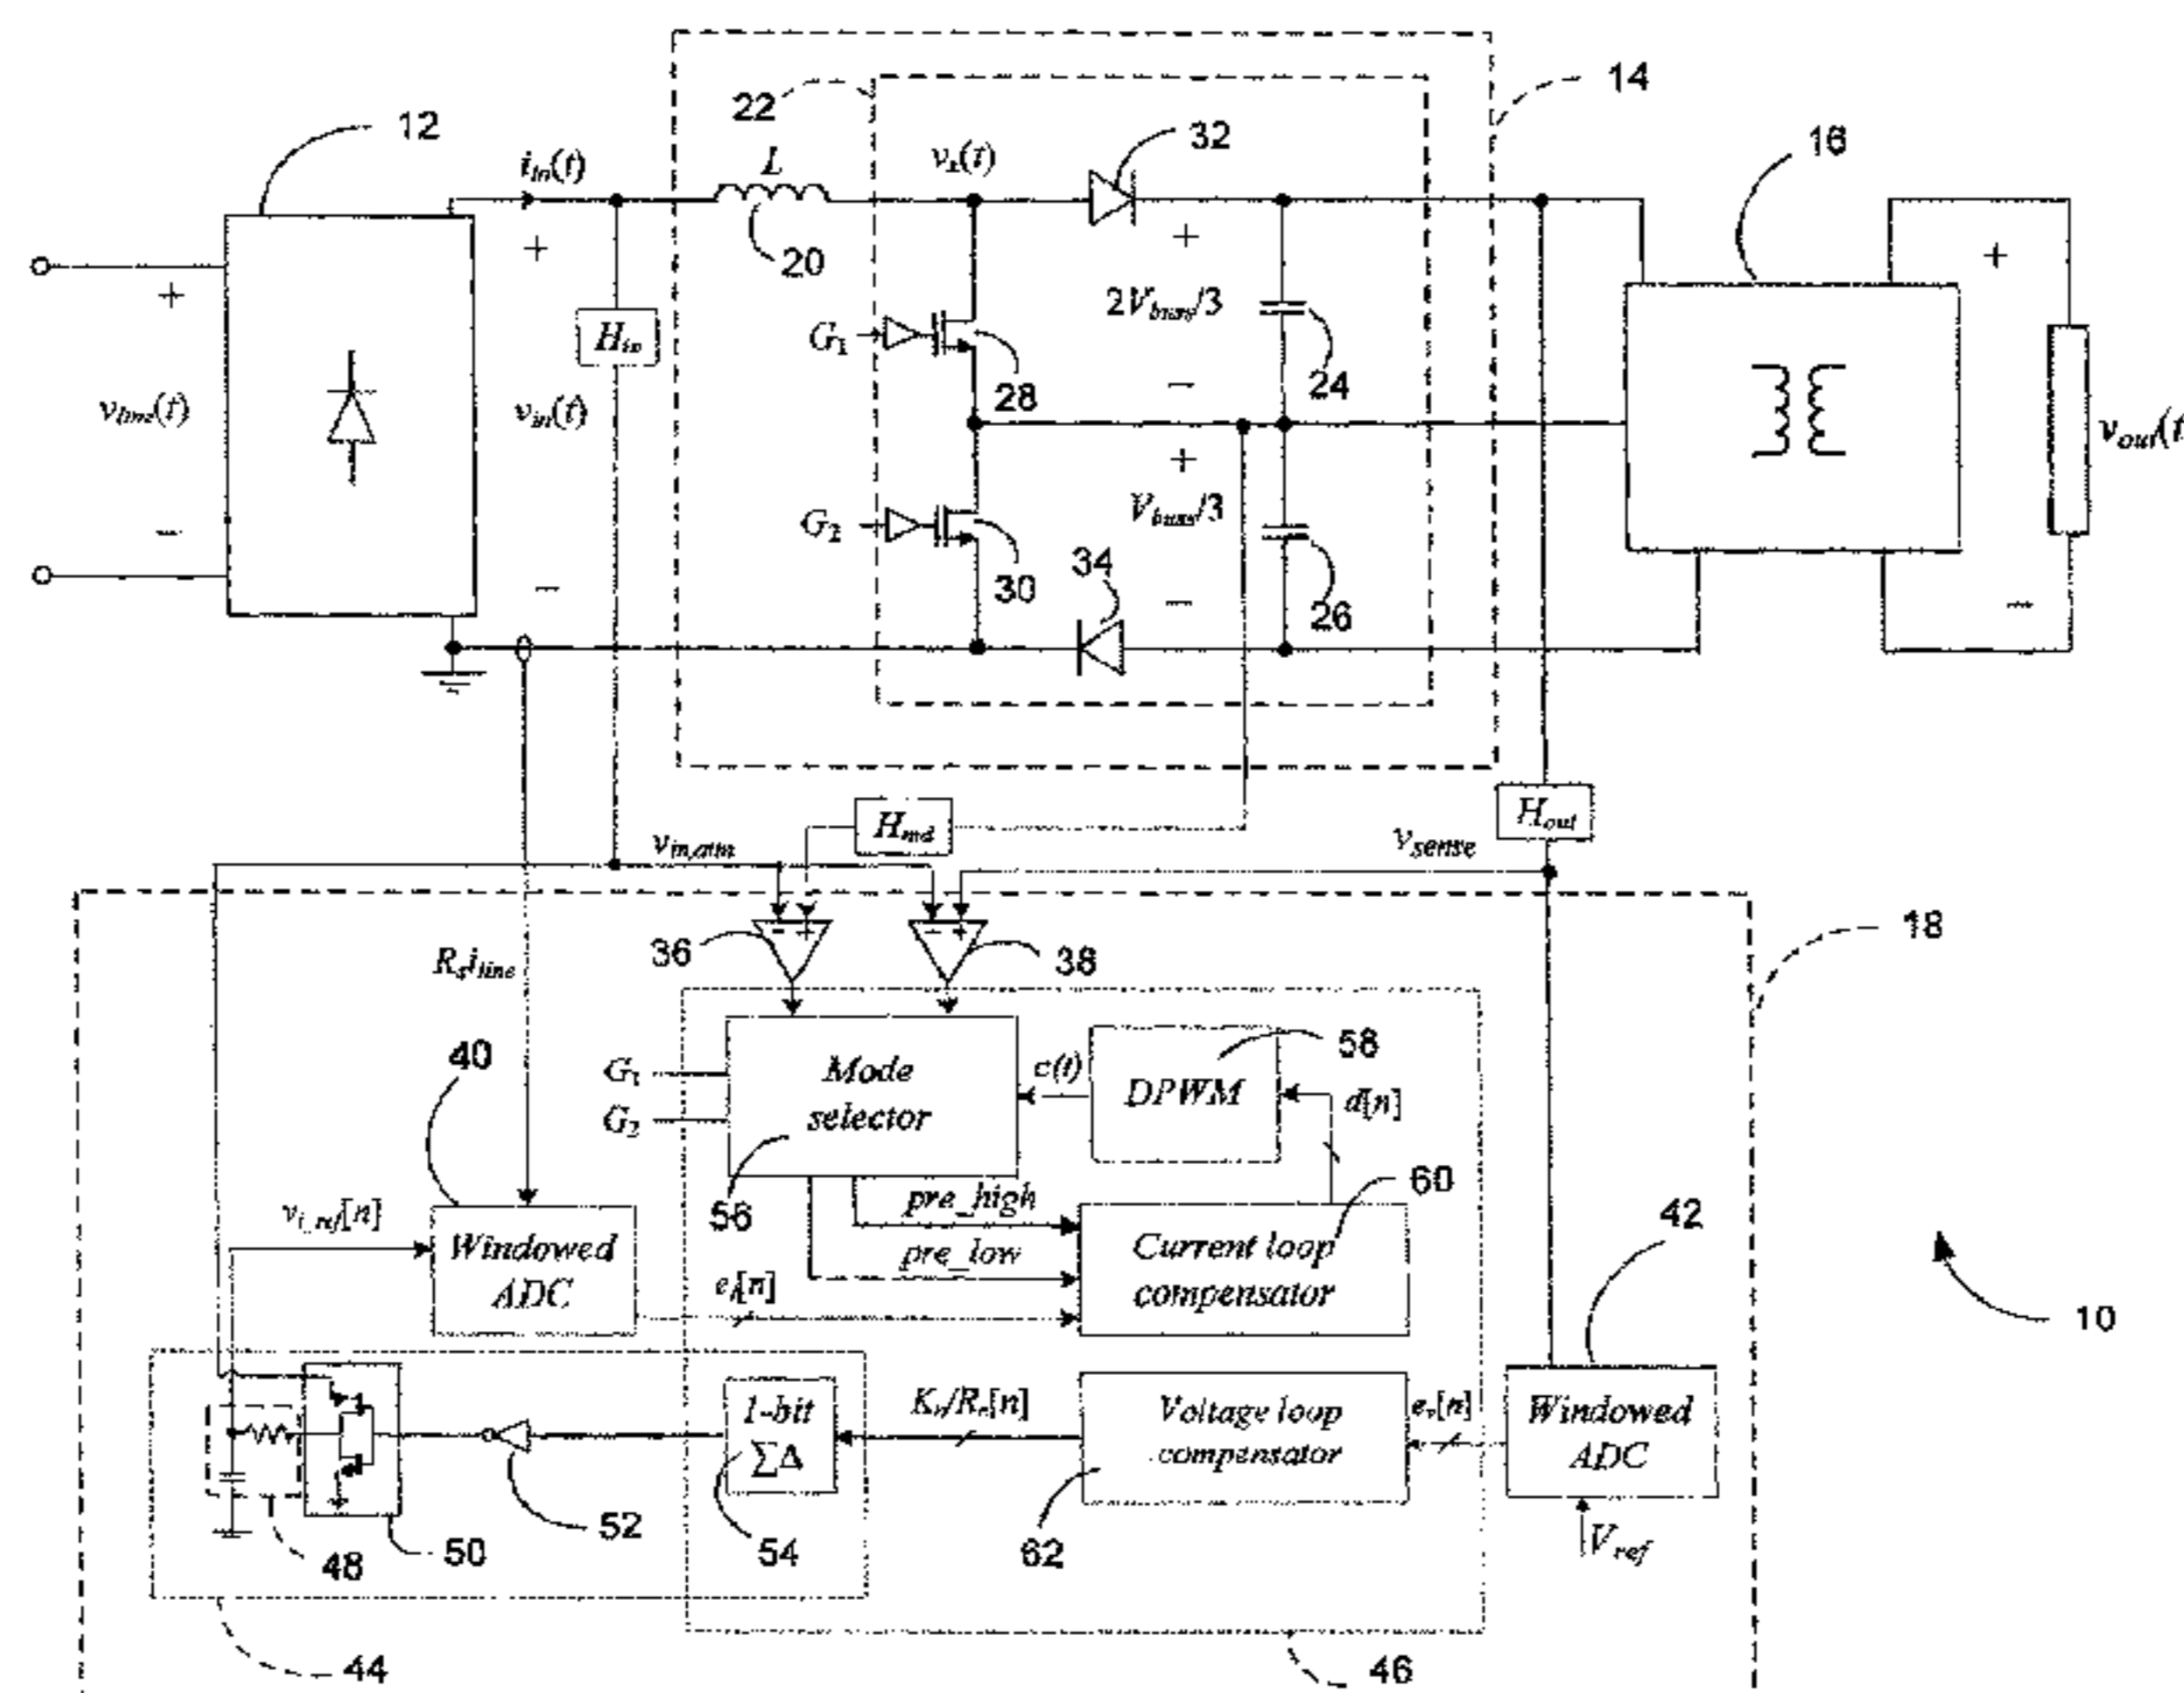 22
14
12
i_in(t)
L
v_x(t)
32
16
+
+
20
+
+
H_in
G_1
28
2V_buss/3
24
v_line(t)
v_in(t)
−
+
v_out(t
G_2
30
V_buss/3
34
26
−
−
−
−
H_md
H_out
v_in,attn
v_sense
36
- +
- +
38
18
R_s i_line
40
G_1
G_2
Mode
selector
c(t)
DPWM
58
d[n]
56
pre_high
pre_low
60
v_i_ref[n]
Windowed
ADC
e_i[n]
Current loop
compensator
42
10
1-bit
ΣΔ
K_v/R_e[n]
Voltage loop
compensator
e_v[n]
Windowed
ADC
48
50
52
54
62
V_ref
44
46